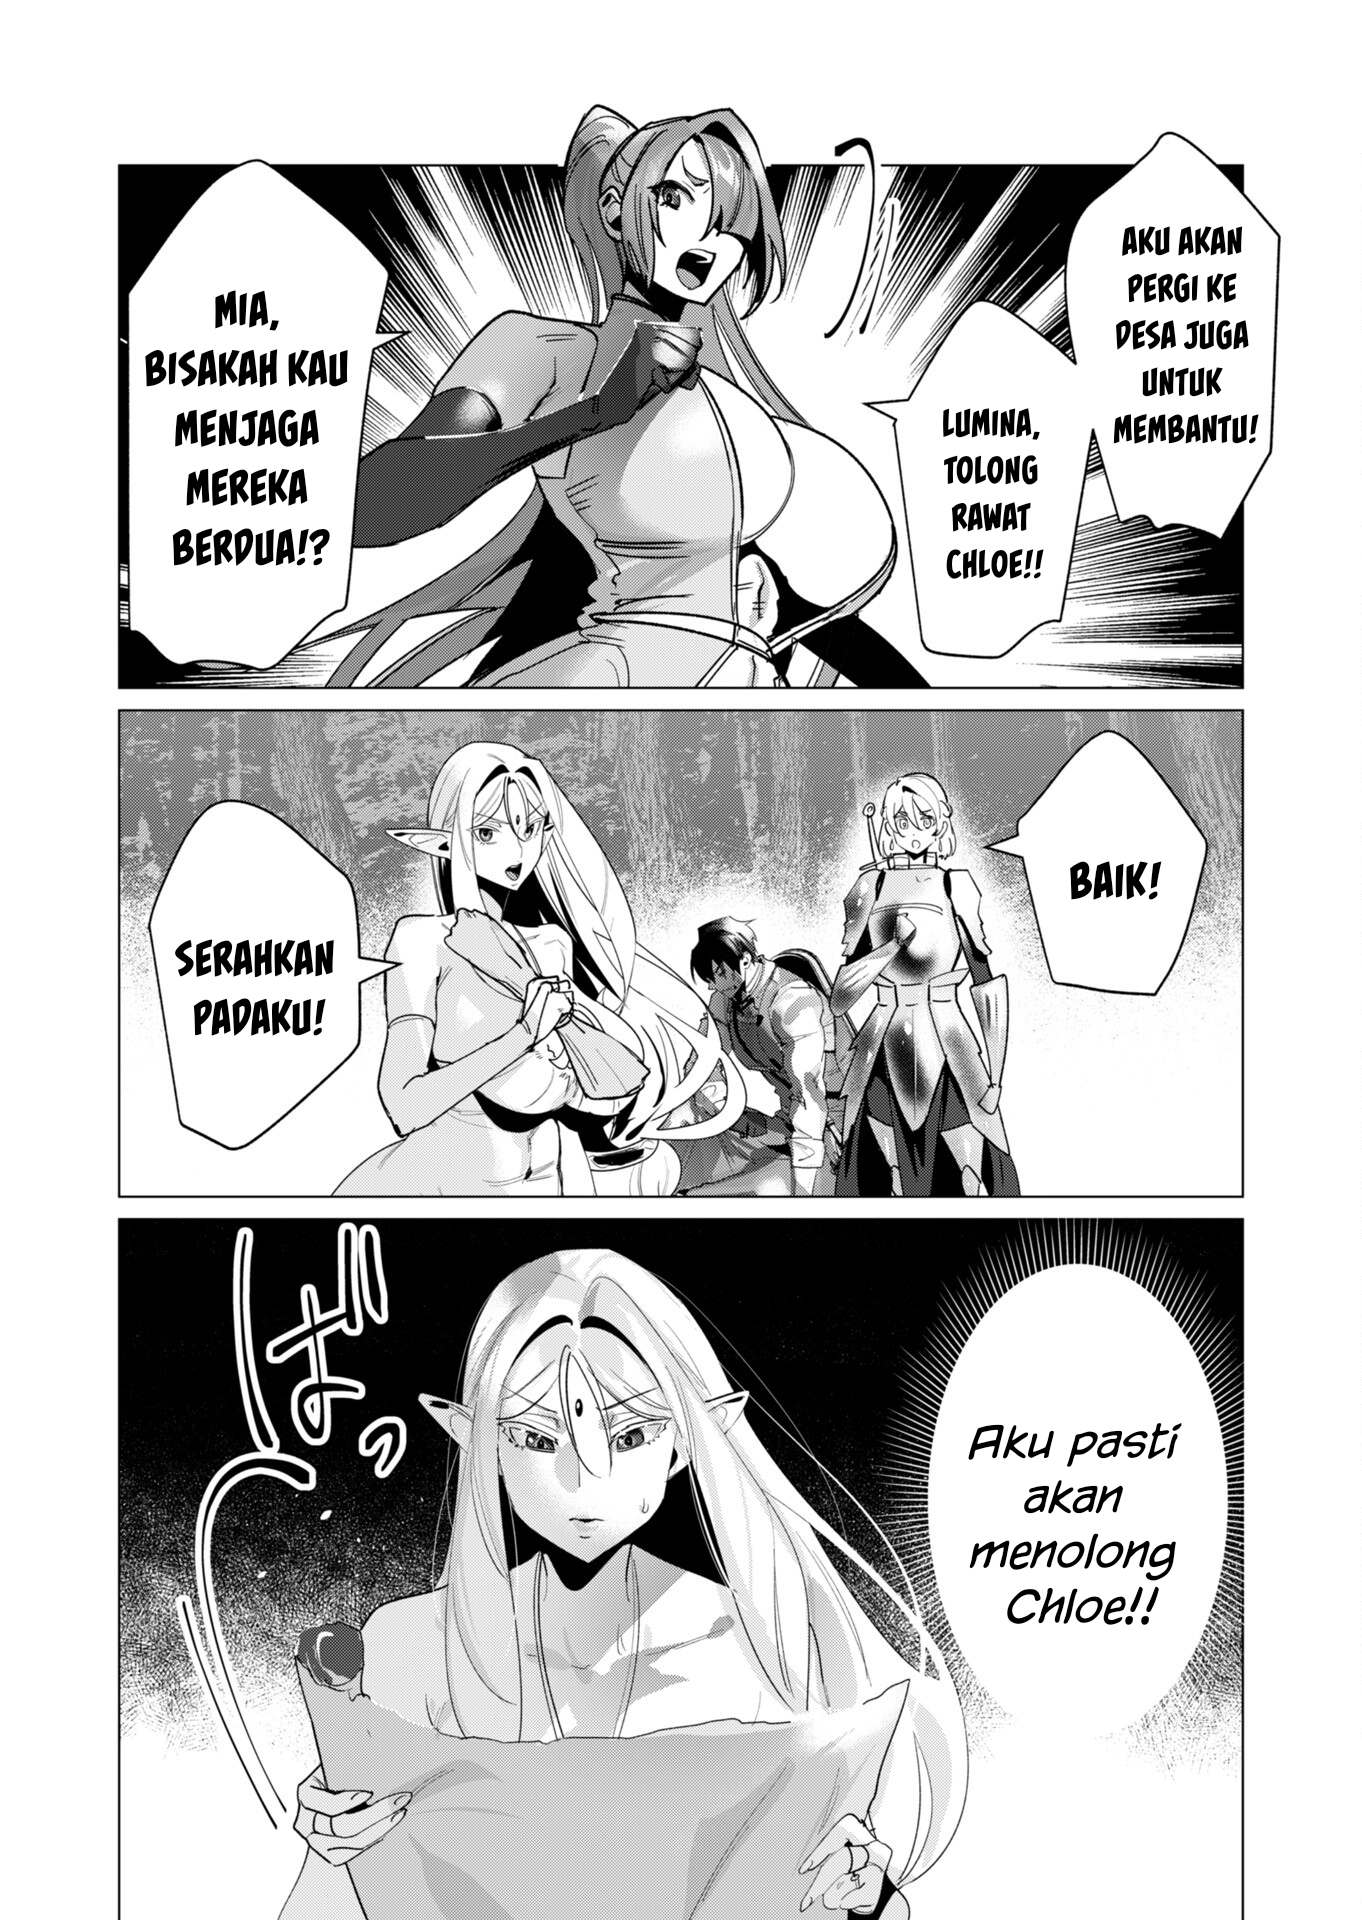 AKU AKAN
PERGI KE
DESA JUGA
UNTUK
MEMBANTU!
LUMINA,
TOLONG
RAWAT
CHLOE!!
MIA,
BISAKAH KAU
MENJAGA
MEREKA
BERDUA!?
BAIK!
SERAHKAN
PADAKU!
Aku pasti
akan
menolong
Chloe!!
ばっ